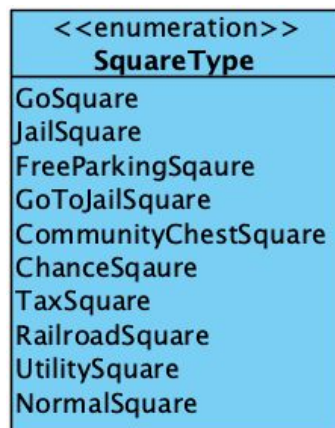 <<enumeration>>
SquareType
GoSquare
JailSquare
FreeParkingSqaure
GoToJailSquare
CommunityChestSquare
ChanceSqaure
TaxSquare
RailroadSquare
UtilitySquare
NormalSquare